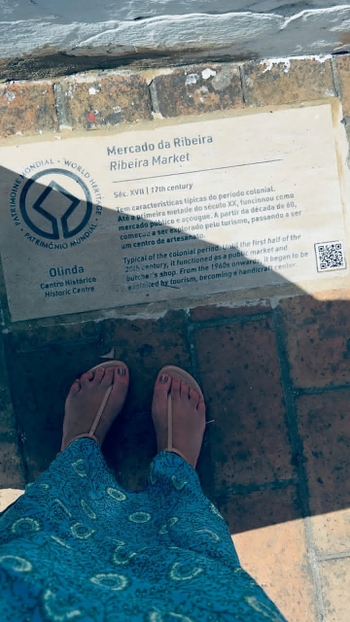 Mercado da Ribeira
Ribeira Market
Séc. XVII | 17th century
Tem características típicas do período colonial.
Até a primeira metade do século XX, funcionou como
mercado público e açougue. A partir da década de 60,
começou a ser explorado pelo turismo, passando a ser
um centro de artesanato.
Typical of the colonial period. Until the first half of the
20th century, it functioned as a public market and
butcher's shop. From the 1960s onwards, it began to be
exploited by tourism, becoming a handicraft center.
PATRIMOINE MONDIAL • WORLD HERITAGE • PATRIMÔNIO MUNDIAL •
Olinda
Centro Histórico
Historic Centre